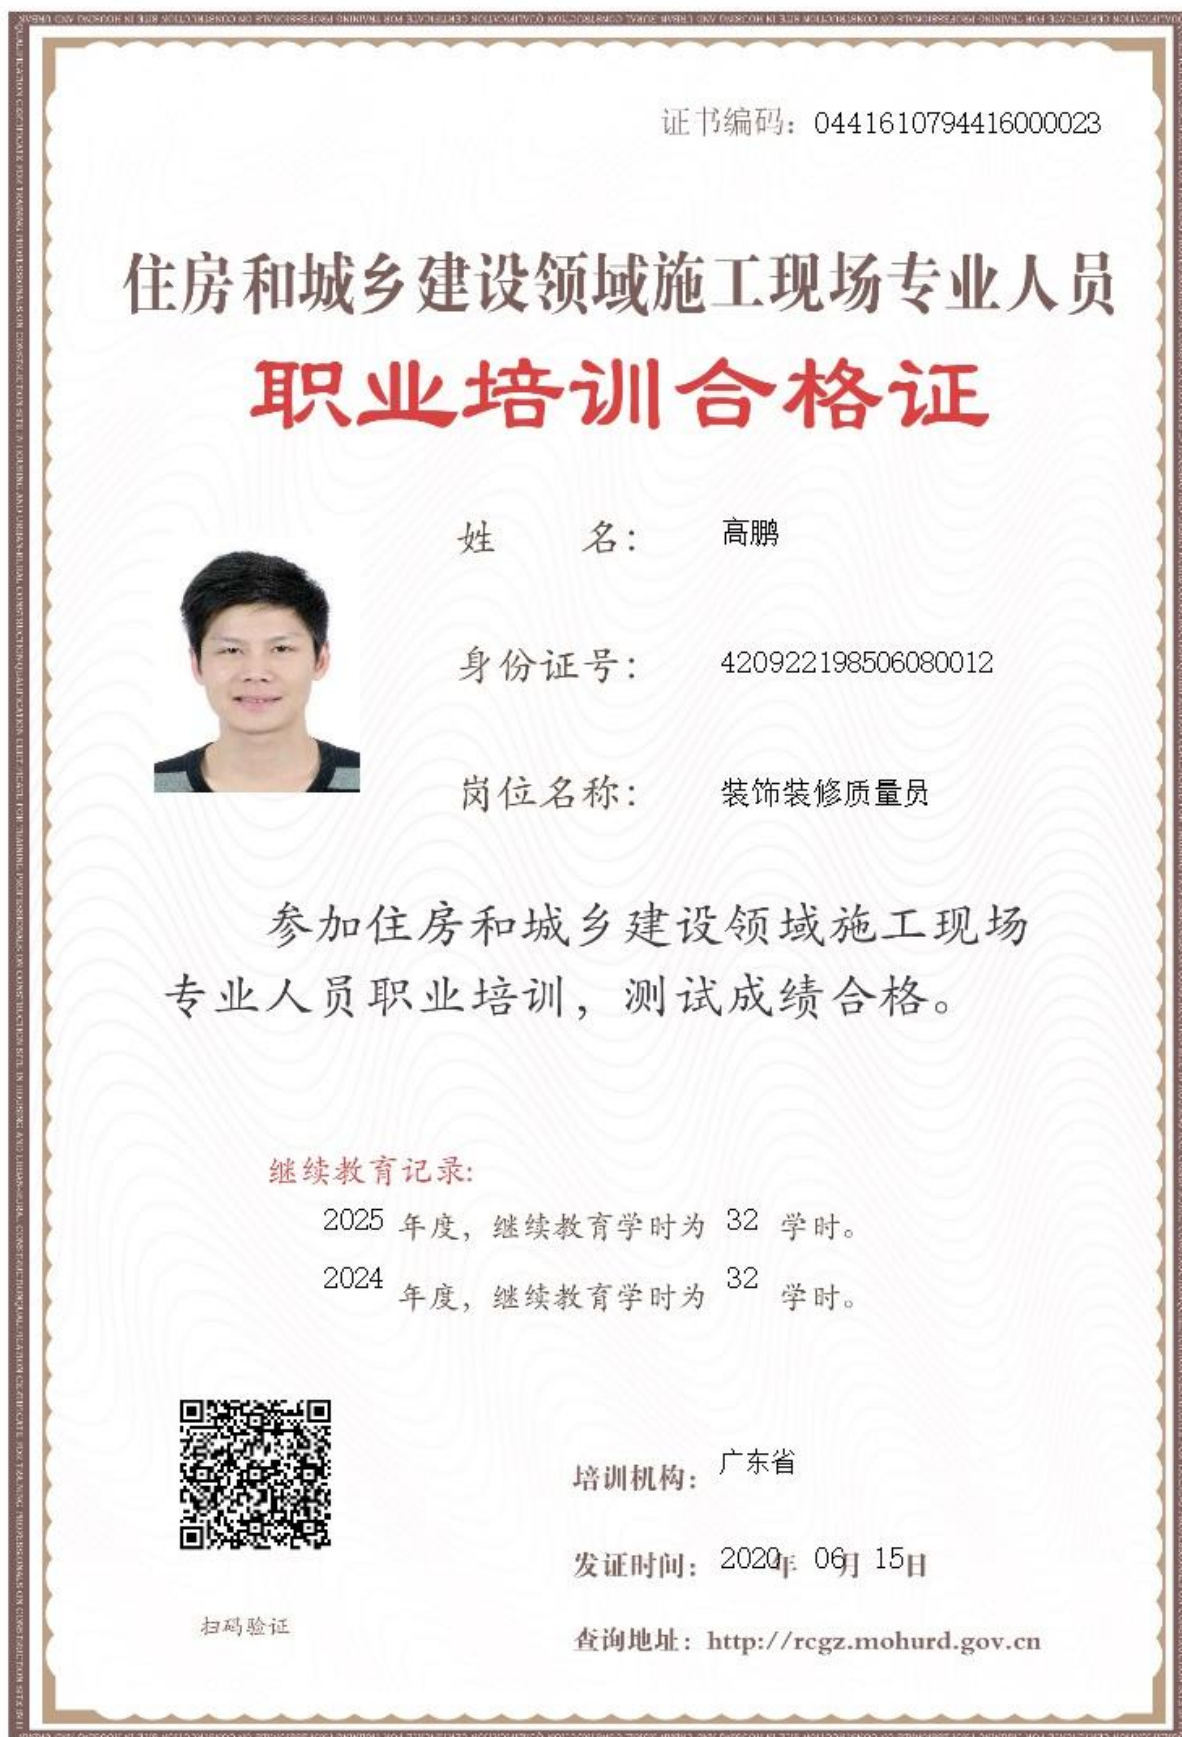 证书编码：0441610794416000023
住房和城乡建设领域施工现场专业人员
职业培训合格证
姓 名： 高鹏
身份证号： 420922198506080012
岗位名称： 装饰装修质量员
参加住房和城乡建设领域施工现场
专业人员职业培训，测试成绩合格。
继续教育记录:
2025 年度，继续教育学时为 32 学时。
2024 年度，继续教育学时为 32 学时。
培训机构： 广东省
发证时间： 2020年 06月 15日
扫码验证
查询地址：http://rcgz.mohurd.gov.cn